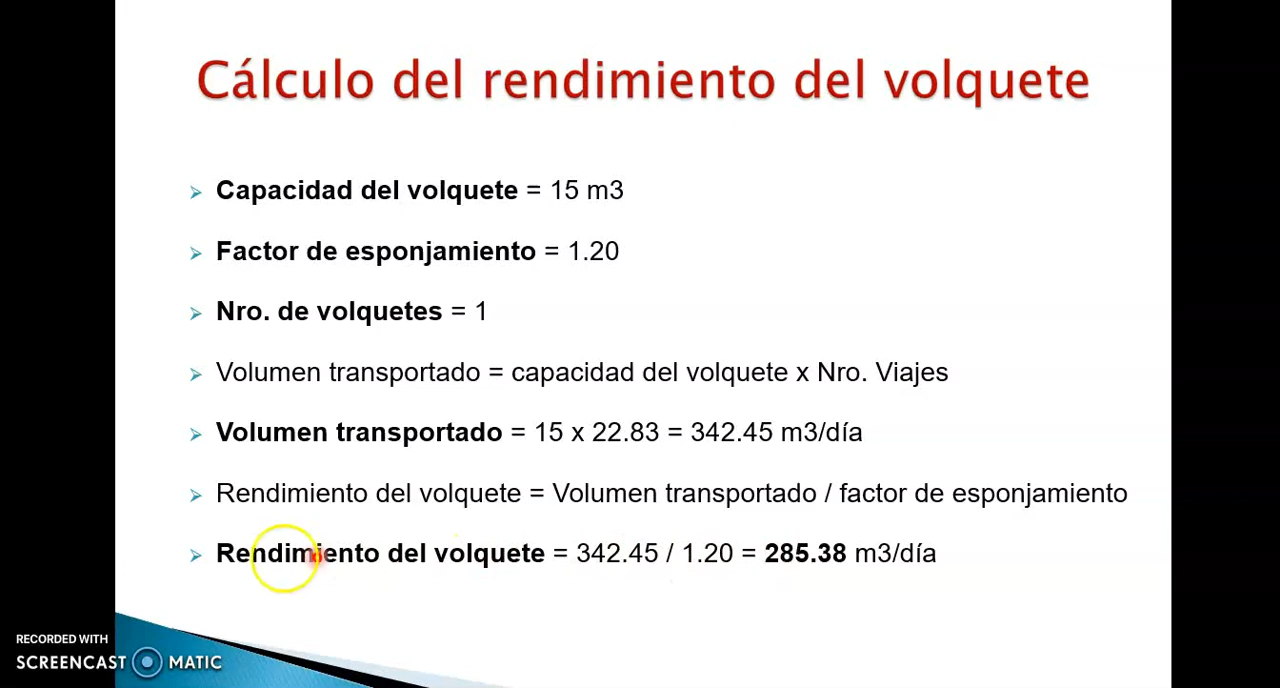 Cálculo del rendimiento del volquete
Capacidad del volquete = 15 m3
Factor de esponjamiento = 1.20
Nro. de volquetes = 1
Volumen transportado = capacidad del volquete x Nro. Viajes
Volumen transportado = 15 x 22.83 = 342.45 m3/día
Rendimiento del volquete = Volumen transportado / factor de esponjamiento
Rendimiento del volquete = 342.45 / 1.20 = 285.38 m3/día
RECORDED WITH
SCREENCAST MATIC